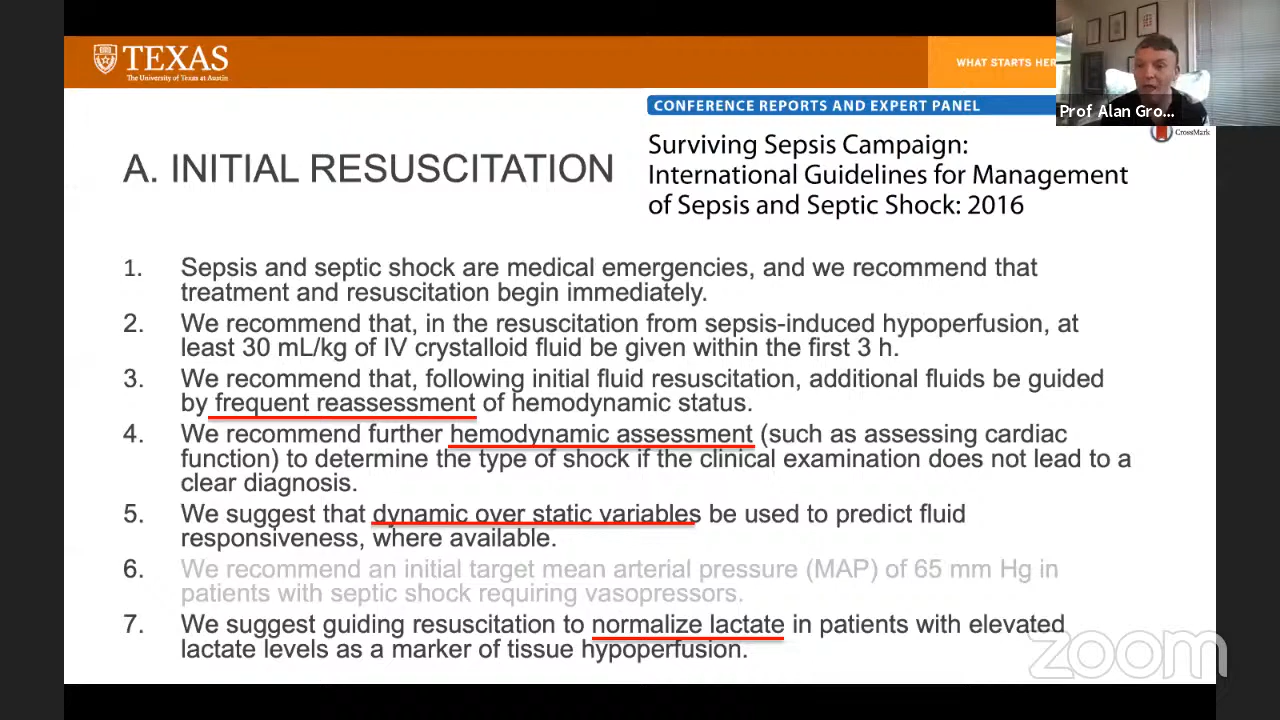 TEXAS
The University of Texas at Austin
WHAT STARTS HER
Prof Alan Gro...
CONFERENCE REPORTS AND EXPERT PANEL
CrossMark
A. INITIAL RESUSCITATION
Surviving Sepsis Campaign:
International Guidelines for Management
of Sepsis and Septic Shock: 2016
1. Sepsis and septic shock are medical emergencies, and we recommend that
treatment and resuscitation begin immediately.
2. We recommend that, in the resuscitation from sepsis-induced hypoperfusion, at
least 30 mL/kg of IV crystalloid fluid be given within the first 3 h.
3. We recommend that, following initial fluid resuscitation, additional fluids be guided
by frequent reassessment of hemodynamic status.
4. We recommend further hemodynamic assessment (such as assessing cardiac
function) to determine the type of shock if the clinical examination does not lead to a
clear diagnosis.
5. We suggest that dynamic over static variables be used to predict fluid
responsiveness, where available.
6. We recommend an initial target mean arterial pressure (MAP) of 65 mm Hg in
patients with septic shock requiring vasopressors.
7. We suggest guiding resuscitation to normalize lactate in patients with elevated
lactate levels as a marker of tissue hypoperfusion.
zoom